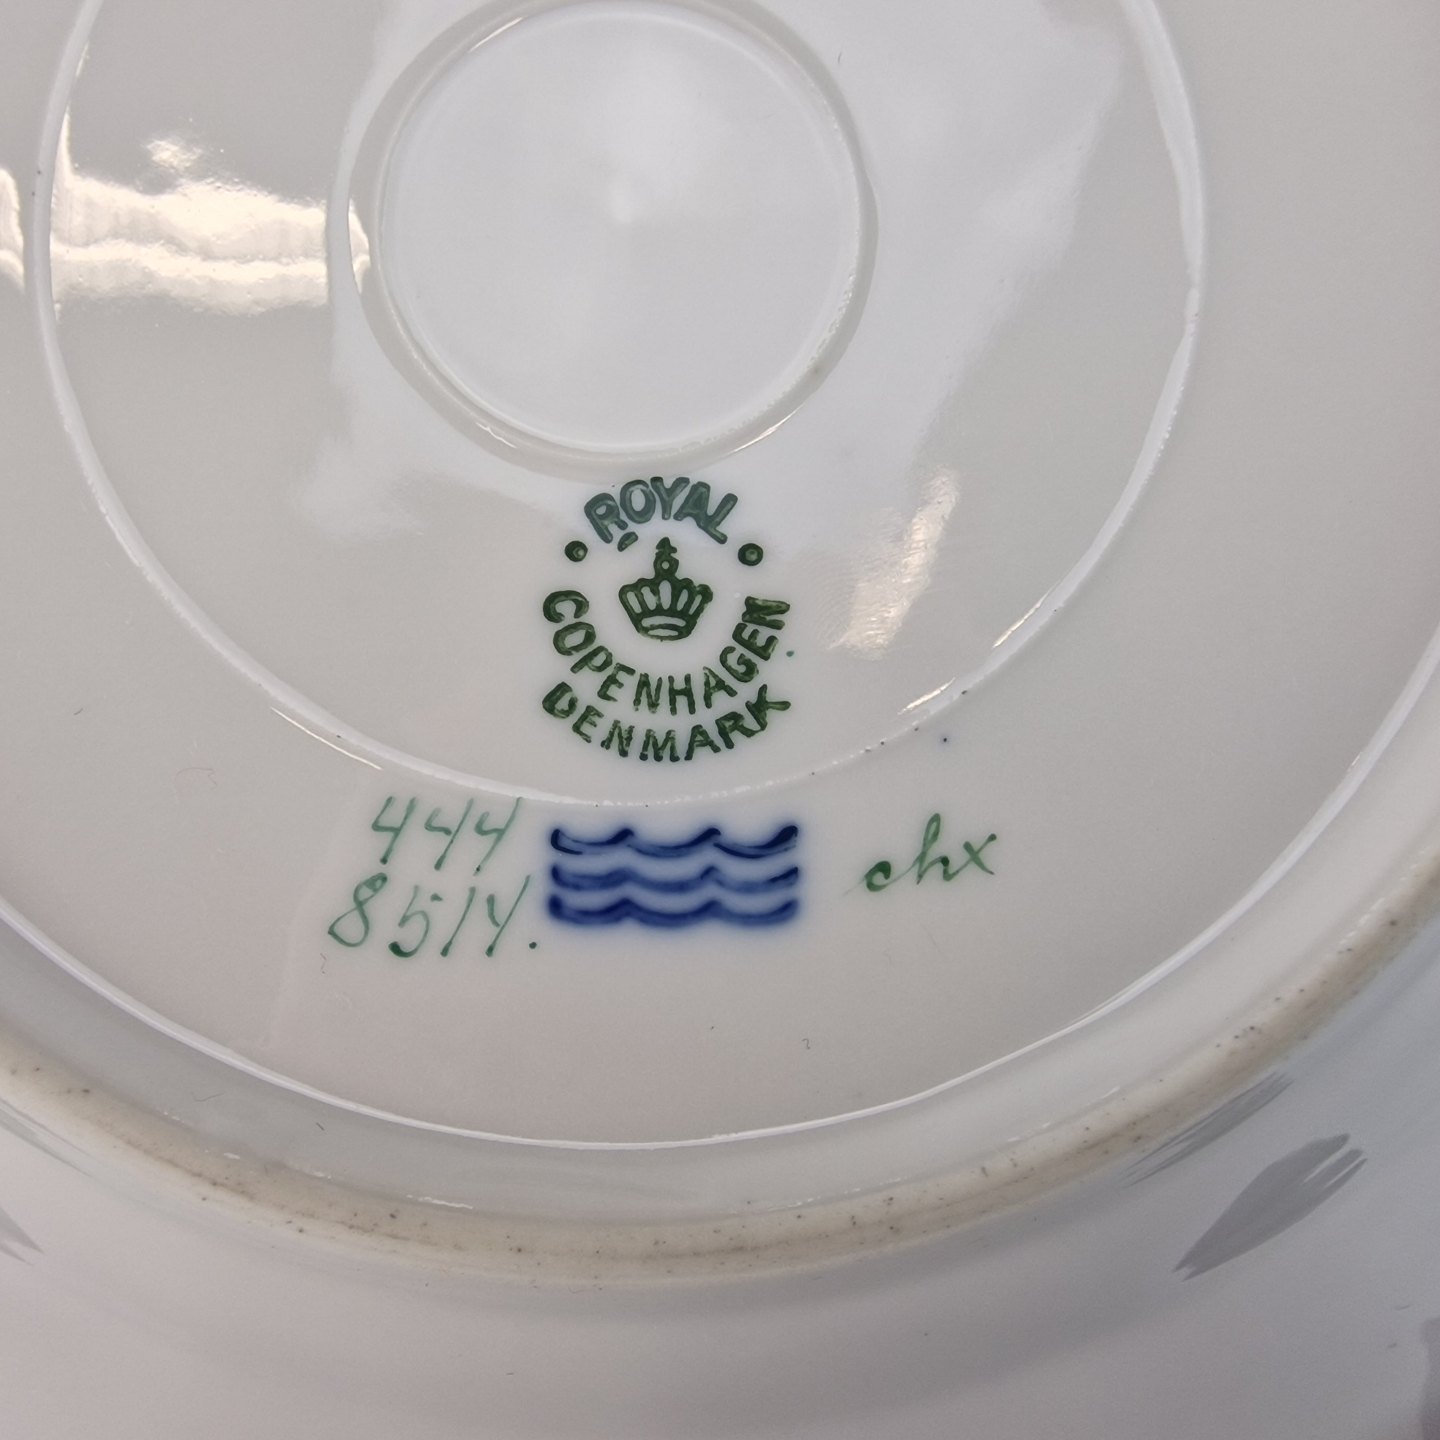 ROYAL
COPENHAGEN
DENMARK
444
8514.
chx